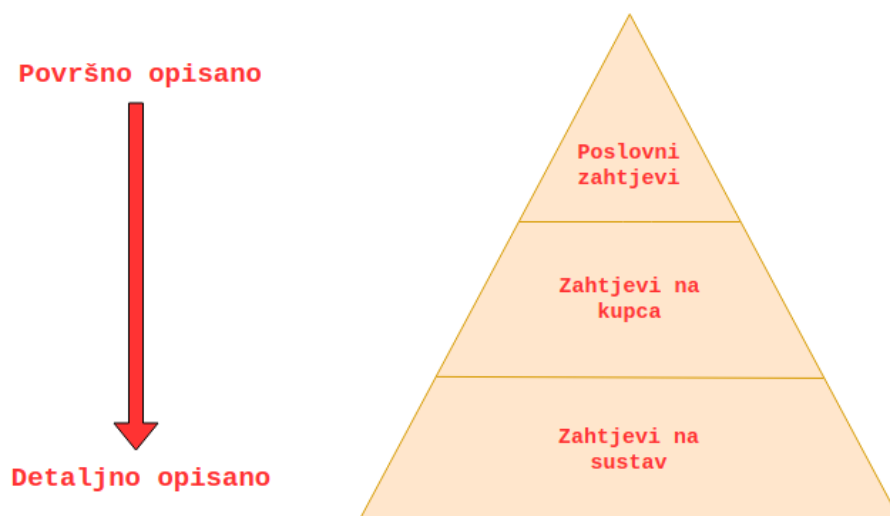 Površno opisano
Poslovni
zahtjevi
Zahtjevi na
kupca
Zahtjevi na
sustav
Detaljno opisano